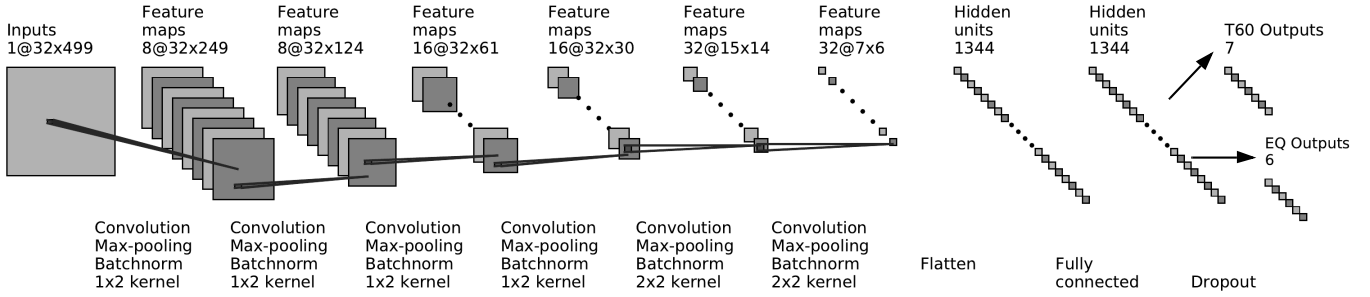 Inputs
1@32x499
Feature
maps
8@32x249
Feature
maps
8@32x124
Feature
maps
16@32x61
Feature
maps
16@32x30
Feature
maps
32@15x14
Feature
maps
32@7x6
Hidden
units
1344
Hidden
units
1344
T60 Outputs
7
EQ Outputs
6
Convolution
Max-pooling
Batchnorm
1x2 kernel
Convolution
Max-pooling
Batchnorm
1x2 kernel
Convolution
Max-pooling
Batchnorm
1x2 kernel
Convolution
Max-pooling
Batchnorm
1x2 kernel
Convolution
Max-pooling
Batchnorm
2x2 kernel
Convolution
Max-pooling
Batchnorm
2x2 kernel
Flatten
Fully
connected
Dropout